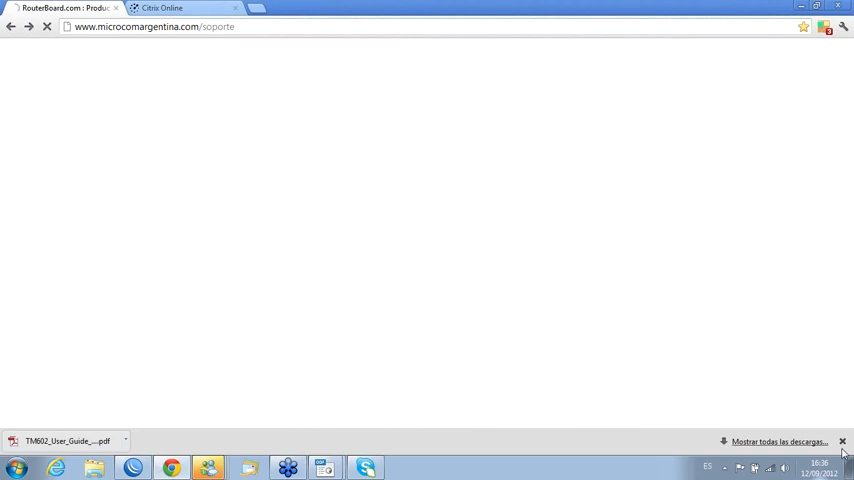 RouterBoard.com : Produc
Citrix Online
www.microcomargentina.com/soporte
3
TM602_User_Guide_....pdf
Mostrar todas las descargas...
ES
16:36
12/09/2012